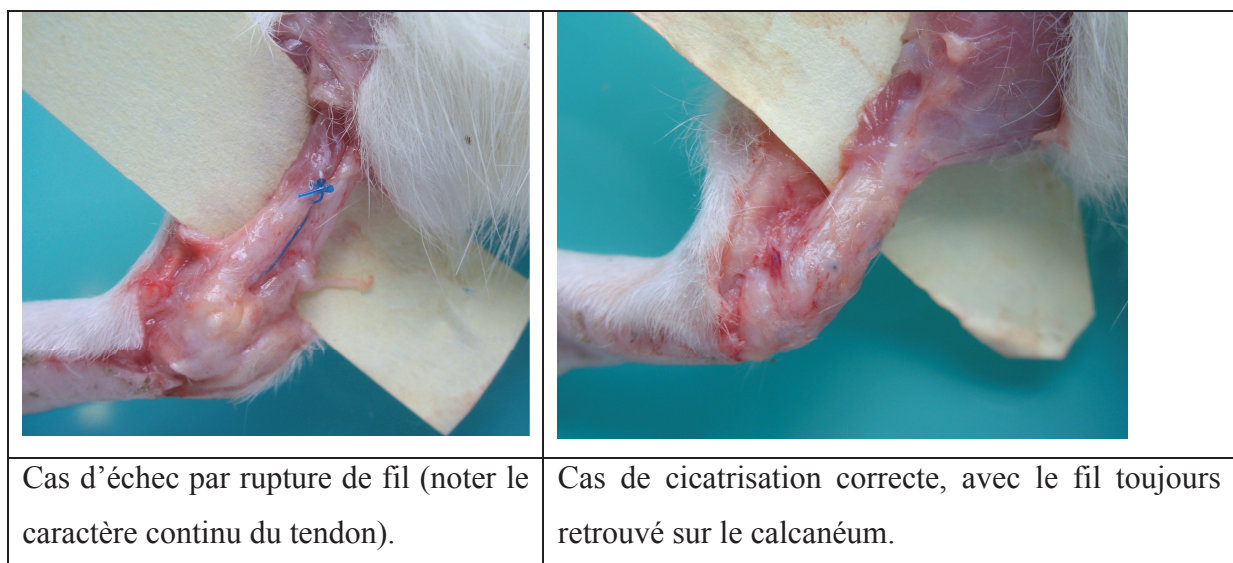 Cas d'échec par rupture de fil (noter le
caractère continu du tendon).
Cas de cicatrisation correcte, avec le fil toujours
retrouvé sur le calcanéum.